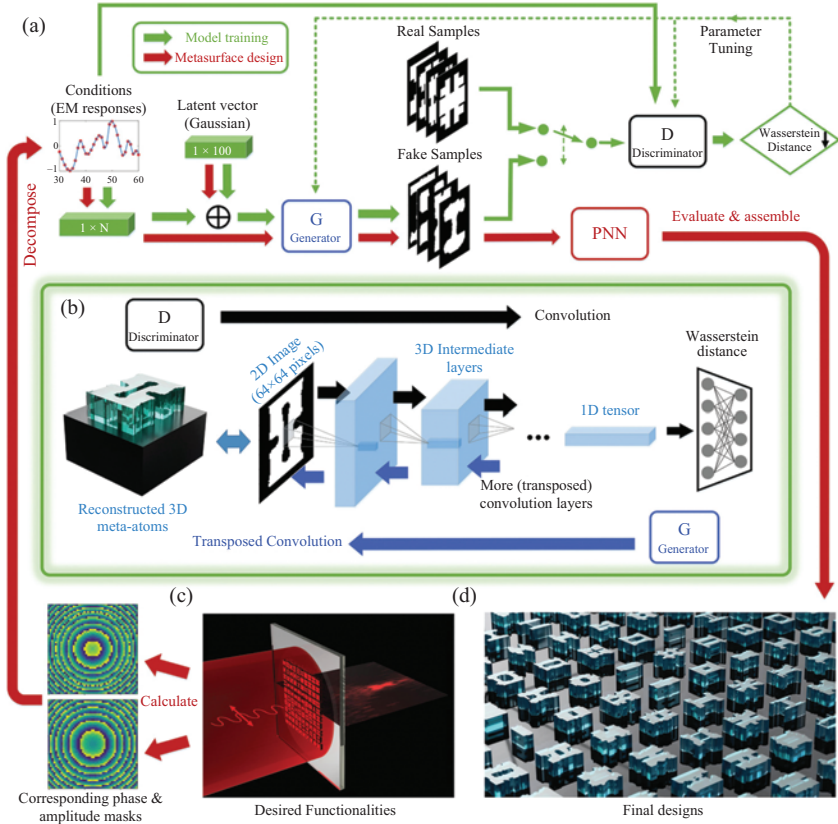 (a)
Model training
Metasurface design
Real Samples
Parameter
Tuning
Conditions
(EM responses)
Latent vector
(Gaussian)
1
0
−1
30 40 50 60
1 × 100
1 × N
Decompose
G
Generator
Fake Samples
D
Discriminator
Wasserstein
Distance
PNN
Evaluate & assemble
(b)
D
Discriminator
Convolution
2D Image
(64×64 pixels)
3D Intermediate
layers
1D tensor
Wasserstein
distance
Reconstructed 3D
meta-atoms
More (transposed)
convolution layers
Transposed Convolution
G
Generator
(c)
(d)
Calculate
Corresponding phase &
amplitude masks
Desired Functionalities
Final designs